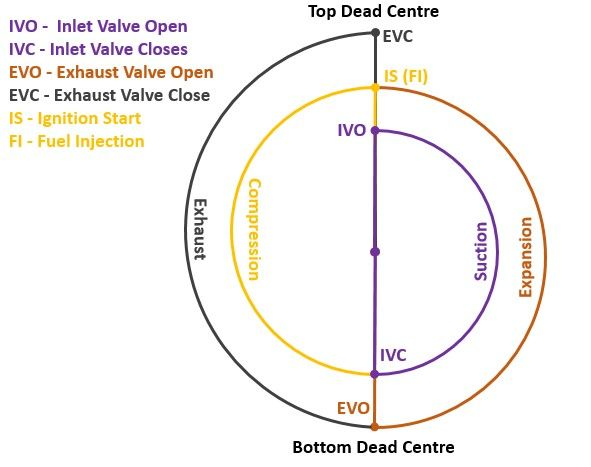 Top Dead Centre
IVO - Inlet Valve Open
IVC - Inlet Valve Closes
EVO - Exhaust Valve Open
EVC - Exhaust Valve Close
IS - Ignition Start
FI - Fuel Injection
EVC
IS (FI)
IVO
Exhaust
Compression
Suction
Expansion
IVC
EVO
Bottom Dead Centre